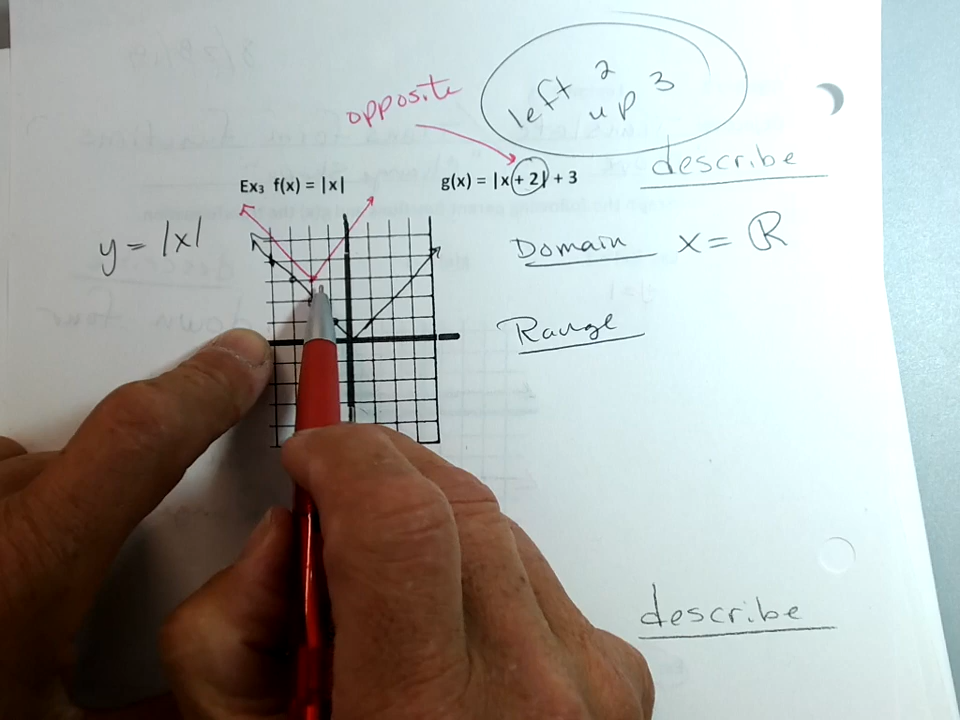 left 2
up 3
opposite
describe
Ex3 f(x) = |x|
g(x) = |x + 2| + 3
y = |x|
Domain x = ℝ
Range
describe